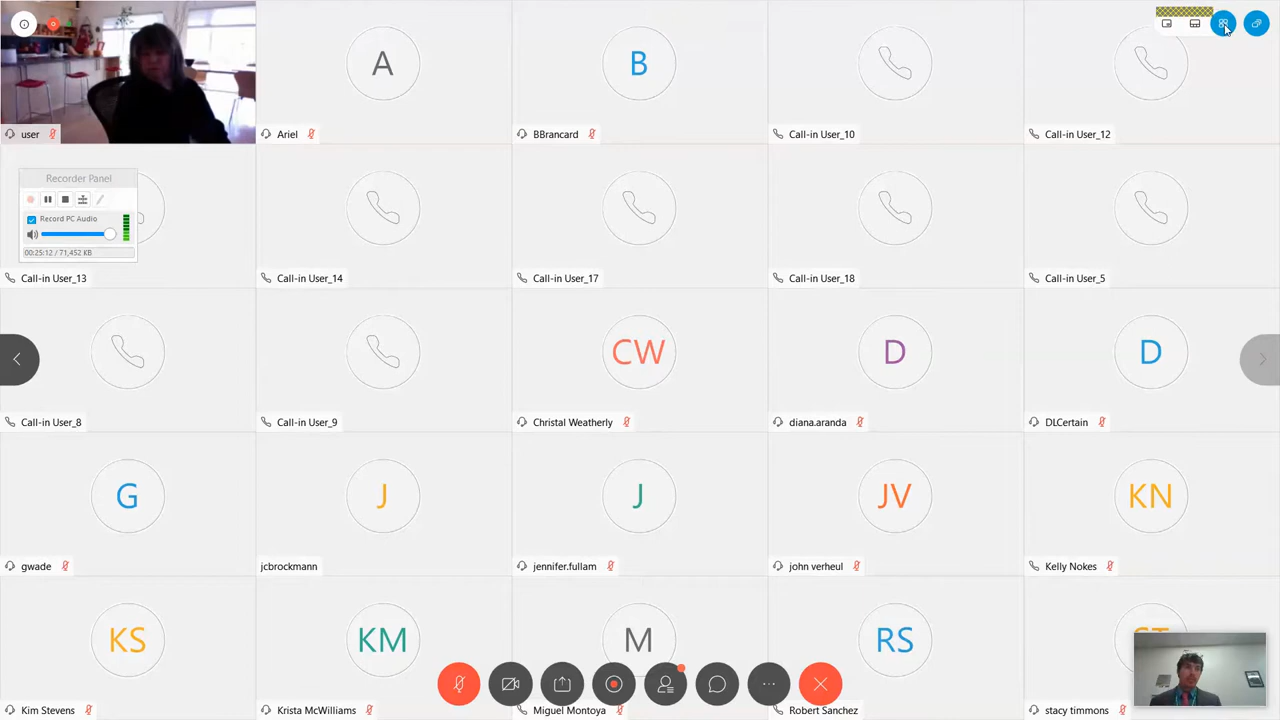 user
A
Ariel
B
BBrancard
Call-in User_10
Call-in User_12
Recorder Panel
Record PC Audio
00:25:12 / 71,452 KB
Call-in User_13
Call-in User_14
Call-in User_17
Call-in User_18
Call-in User_5
Call-in User_8
Call-in User_9
CW
Christal Weatherly
D
diana.aranda
D
DLCertain
G
gwade
J
jcbrockmann
J
jennifer.fullam
JV
john verheul
KN
Kelly Nokes
KS
Kim Stevens
KM
Krista McWilliams
M
Miguel Montoya
RS
Robert Sanchez
ST
stacy timmons